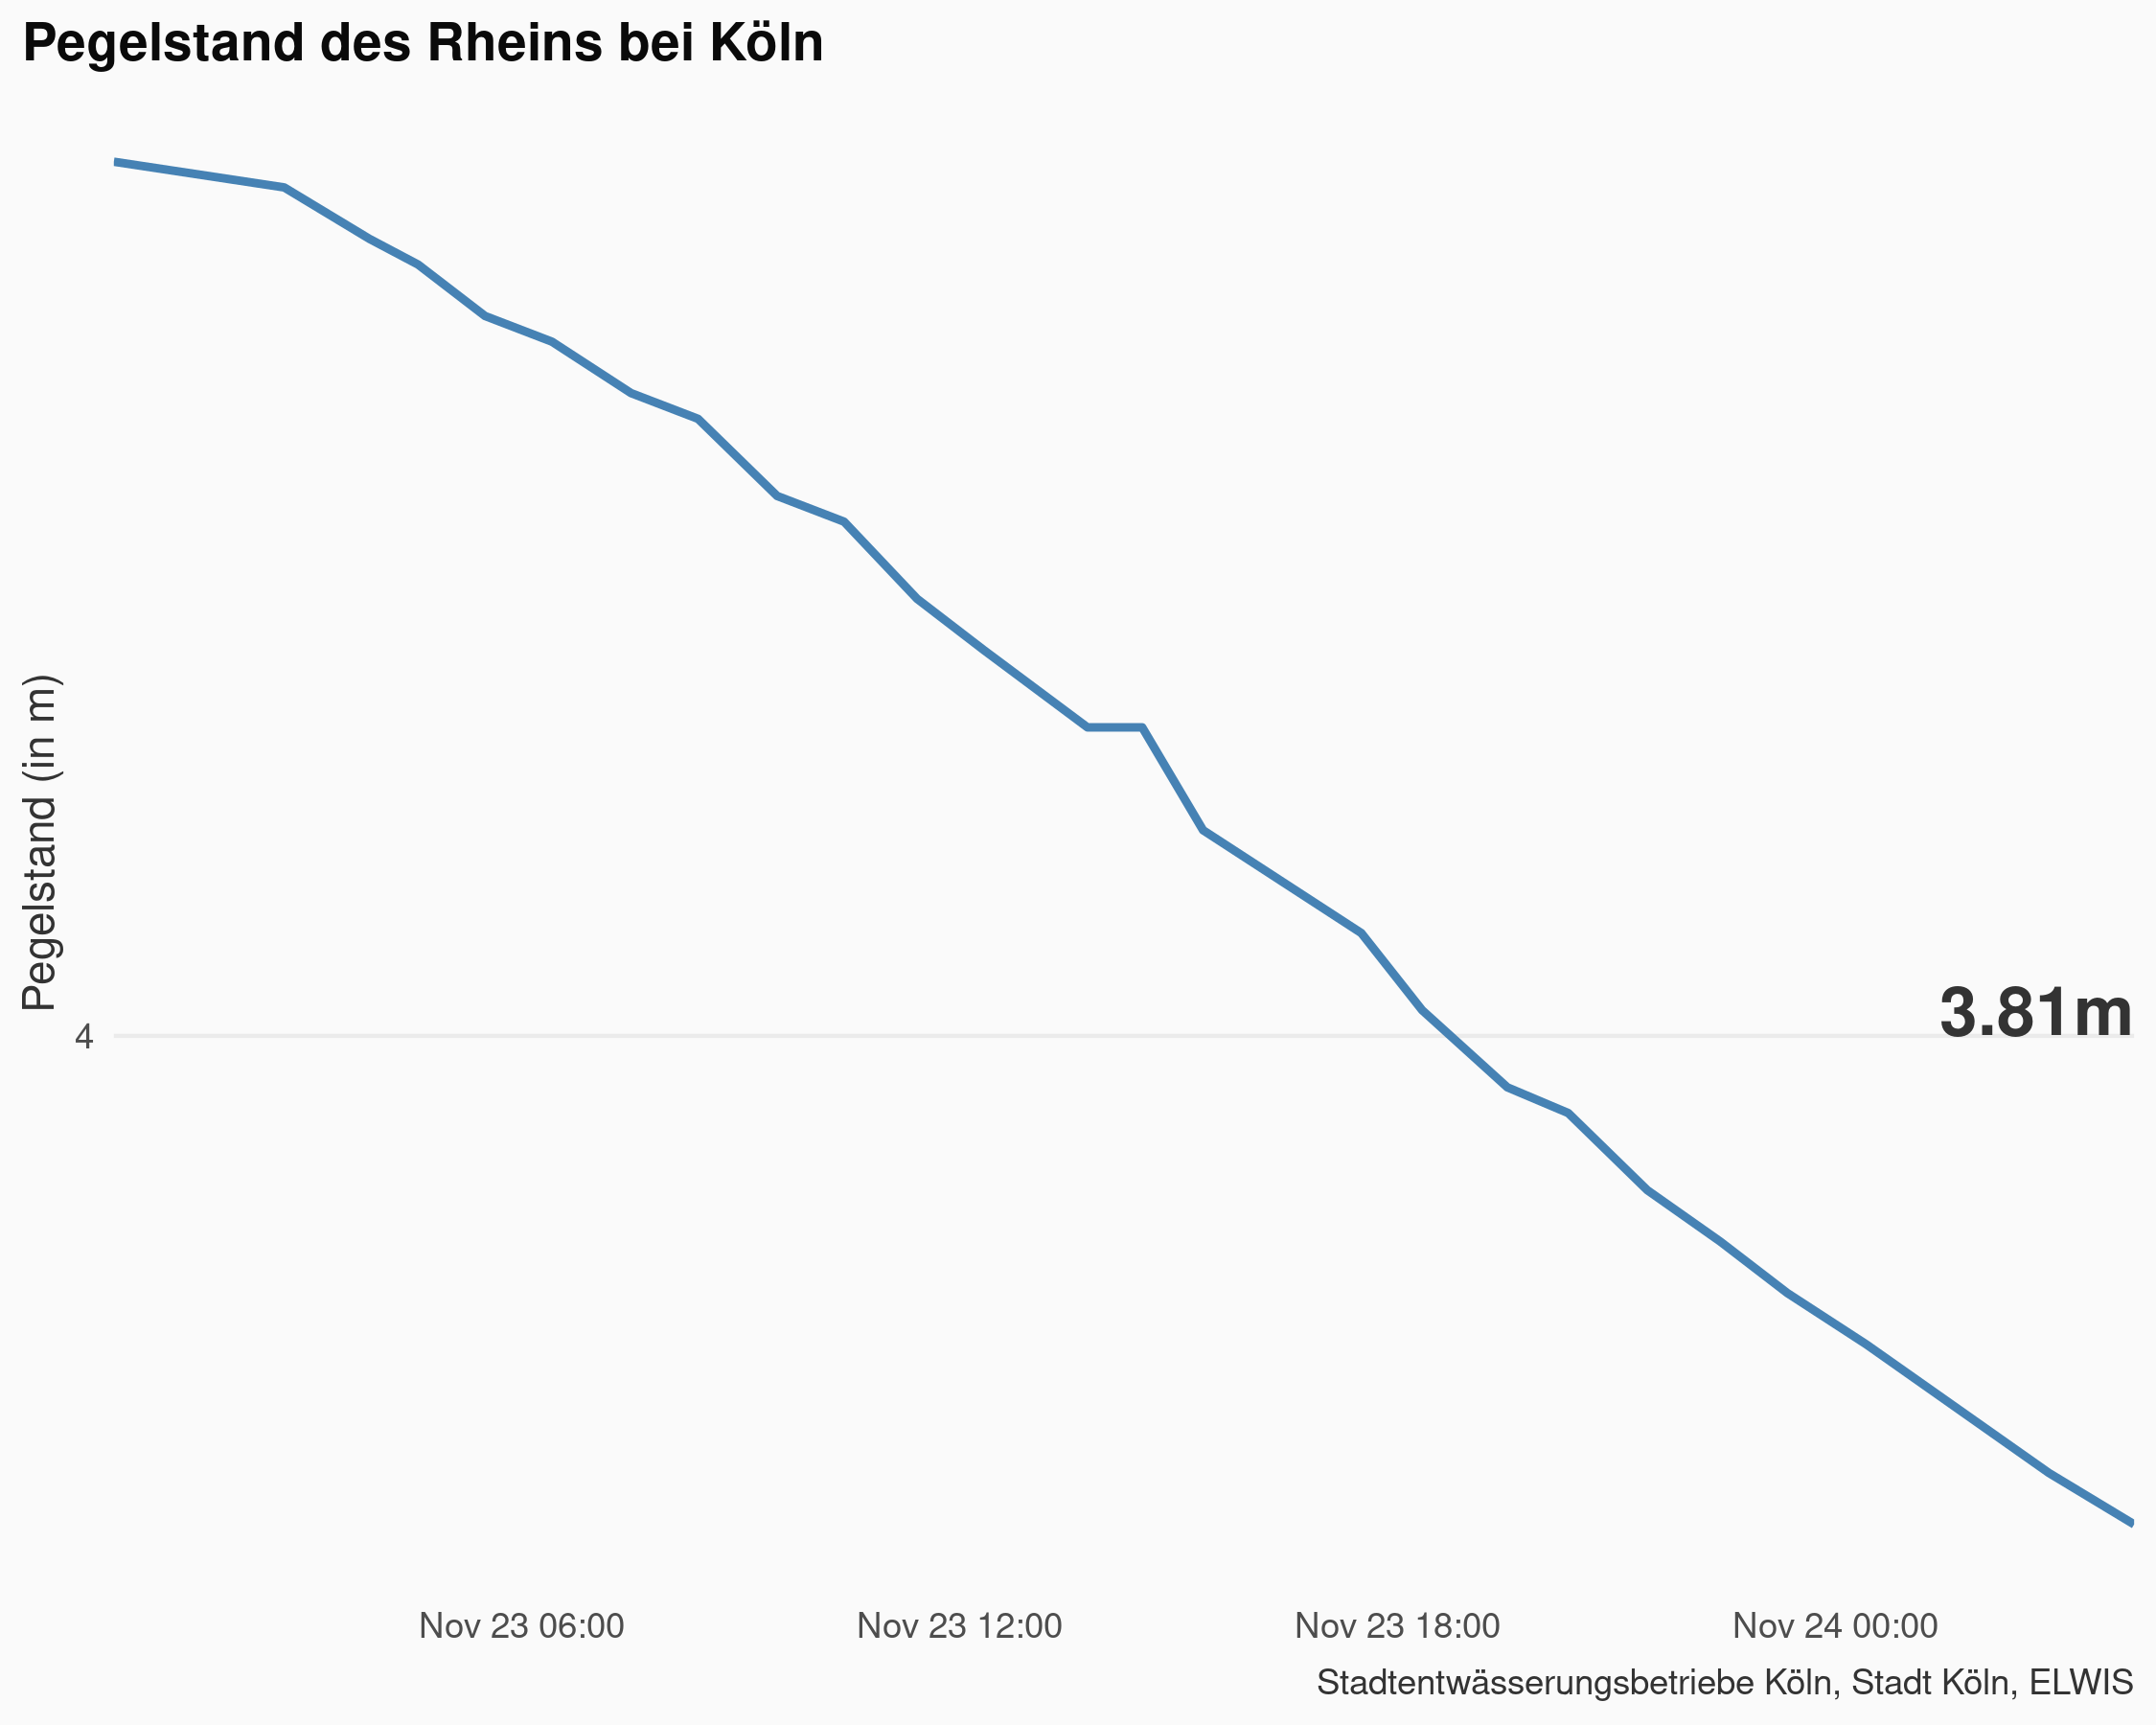 Pegelstand des Rheins bei Köln
Pegelstand (in m)
4
3.81m
Nov 23 06:00
Nov 23 12:00
Nov 23 18:00
Nov 24 00:00
Stadtentwässerungsbetriebe Köln, Stadt Köln, ELWIS